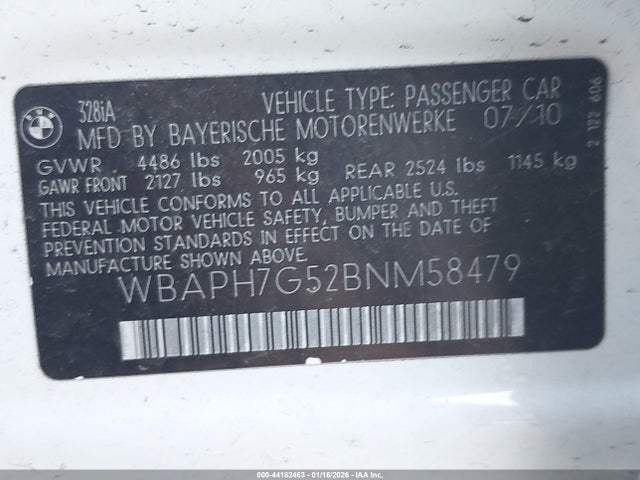 BMW
328iA VEHICLE TYPE: PASSENGER CAR
MFD BY BAYERISCHE MOTORENWERKE 07/10
GVWR 4486 lbs 2005 kg
GAWR FRONT 2127 lbs 965 kg REAR 2524 lbs 1145 kg
THIS VEHICLE CONFORMS TO ALL APPLICABLE U.S.
FEDERAL MOTOR VEHICLE SAFETY, BUMPER AND THEFT
PREVENTION STANDARDS IN EFFECT ON THE DATE OF
MANUFACTURE SHOWN ABOVE.
WBAPH7G52BNM58479
2 122 606
000-44182463 - 01/16/2026 - IAAI.COM